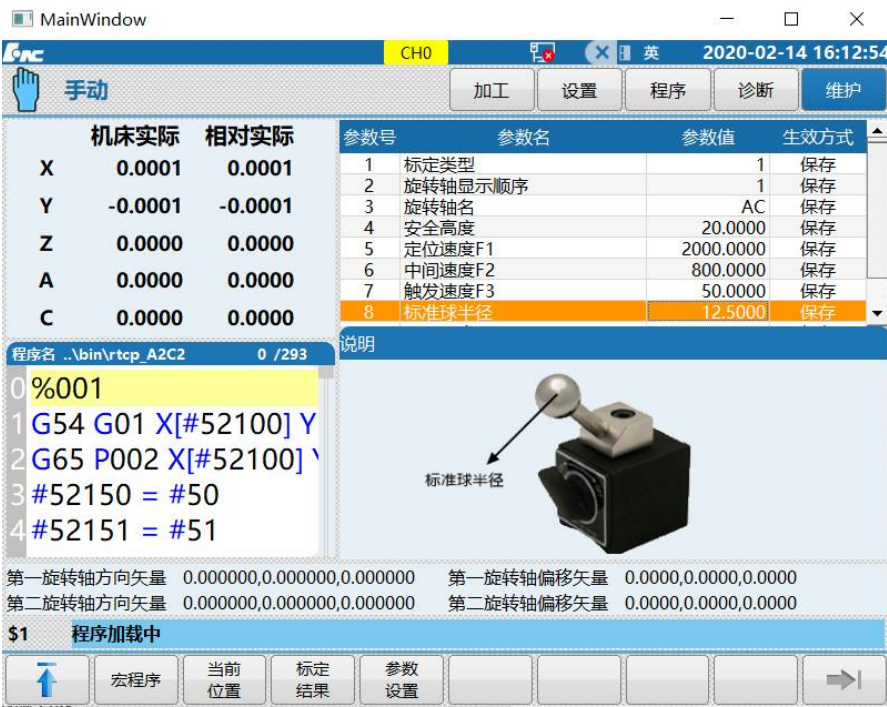 MainWindow
HNC CH0 英 2020-02-14 16:12:54
手动 加工 设置 程序 诊断 维护
机床实际 相对实际
X 0.0001 0.0001
Y -0.0001 -0.0001
Z 0.0000 0.0000
A 0.0000 0.0000
C 0.0000 0.0000
参数号 参数名 参数值 生效方式
1 标定类型 1 保存
2 旋转轴显示顺序 1 保存
3 旋转轴名 AC 保存
4 安全高度 20.0000 保存
5 定位速度F1 2000.0000 保存
6 中间速度F2 800.0000 保存
7 触发速度F3 50.0000 保存
8 标准球半径 12.5000 保存
程序名 ..\bin\rtcp_A2C2 0 /293
0 %001
1 G54 G01 X[#52100] Y
2 G65 P002 X[#52100]
3 #52150 = #50
4 #52151 = #51
说明
标准球半径
第一旋转轴方向矢量 0.000000,0.000000,0.000000 第一旋转轴偏移矢量 0.0000,0.0000,0.0000
第二旋转轴方向矢量 0.000000,0.000000,0.000000 第二旋转轴偏移矢量 0.0000,0.0000,0.0000
$1 程序加载中
宏程序
当前
位置
标定
结果
参数
设置